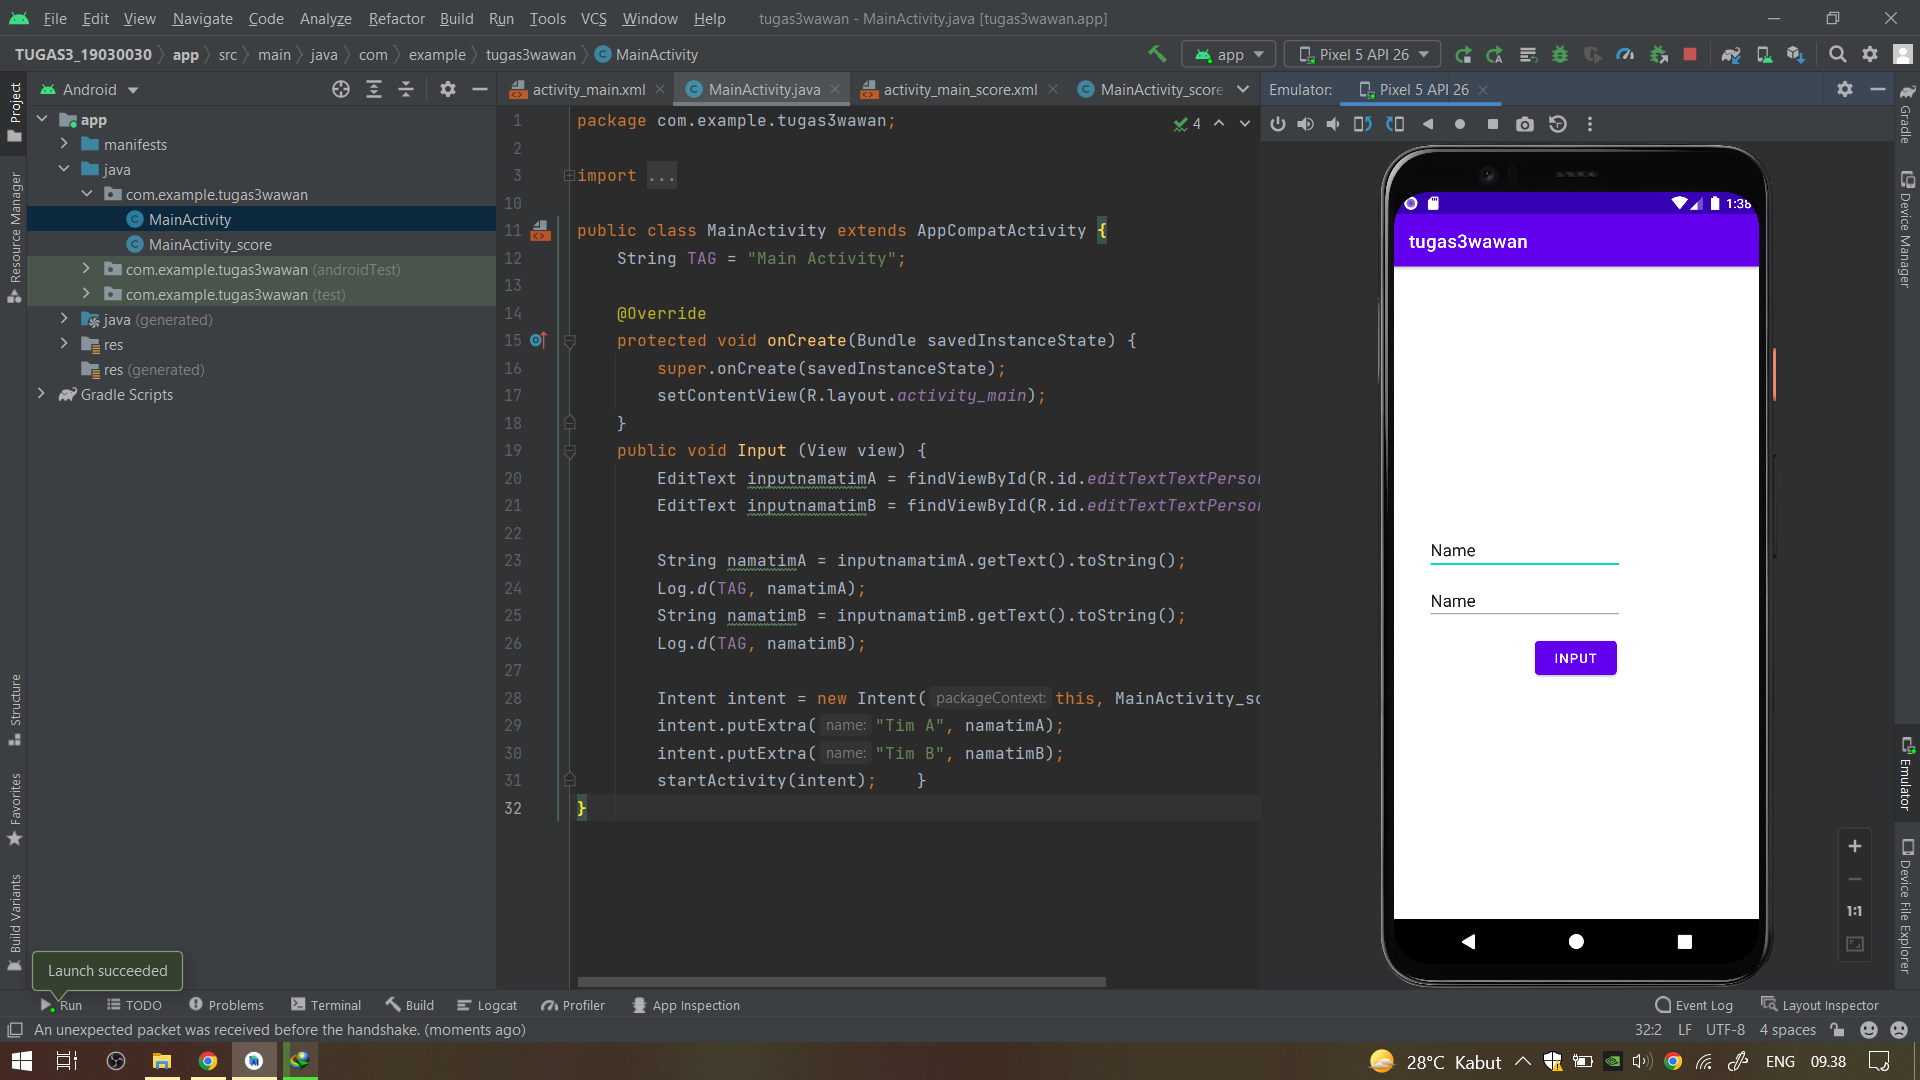 File Edit View Navigate Code Analyze Refactor Build Run Tools VCS Window Help tugas3wawan - MainActivity.java [tugas3wawan.app]
TUGAS3_19030030 app src main java com example tugas3wawan MainActivity app Pixel 5 API 26
Project
Resource Manager
Structure
Favorites
Build Variants
Android
app
manifests
java
com.example.tugas3wawan
MainActivity
MainActivity_score
com.example.tugas3wawan (androidTest)
com.example.tugas3wawan (test)
java (generated)
res
res (generated)
Gradle Scripts
activity_main.xml MainActivity.java activity_main_score.xml MainActivity_score
4
1 package com.example.tugas3wawan;
2
3 import ...
10
11 public class MainActivity extends AppCompatActivity {
12 String TAG = "Main Activity";
13
14 @Override
15 protected void onCreate(Bundle savedInstanceState) {
16 super.onCreate(savedInstanceState);
17 setContentView(R.layout.activity_main);
18 }
19 public void Input (View view) {
20 EditText inputnamatimA = findViewById(R.id.editTextTextPerson
21 EditText inputnamatimB = findViewById(R.id.editTextTextPerson
22
23 String namatimA = inputnamatimA.getText().toString();
24 Log.d(TAG, namatimA);
25 String namatimB = inputnamatimB.getText().toString();
26 Log.d(TAG, namatimB);
27
28 Intent intent = new Intent( packageContext: this, MainActivity_sc
29 intent.putExtra( name: "Tim A", namatimA);
30 intent.putExtra( name: "Tim B", namatimB);
31 startActivity(intent); }
32 }
Emulator: Pixel 5 API 26
1:38
tugas3wawan
Name
Name
INPUT
1:1
Gradle
Device Manager
Emulator
Device File Explorer
Launch succeeded
Run TODO Problems Terminal Build Logcat Profiler App Inspection Event Log Layout Inspector
An unexpected packet was received before the handshake. (moments ago) 32:2 LF UTF-8 4 spaces
28°C Kabut ENG 09.38